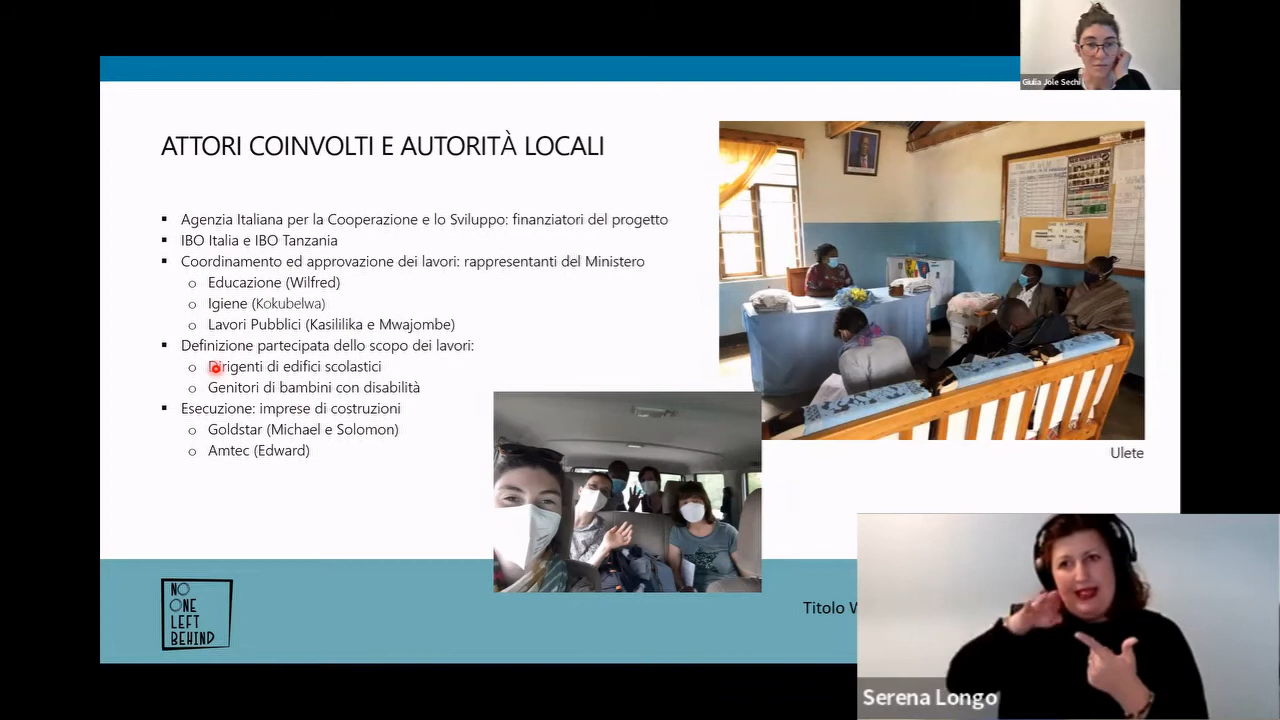 Giulia Jole Sechi
ATTORI COINVOLTI E AUTORITÀ LOCALI
▪ Agenzia Italiana per la Cooperazione e lo Sviluppo: finanziatori del progetto
▪ IBO Italia e IBO Tanzania
▪ Coordinamento ed approvazione dei lavori: rappresentanti del Ministero
o Educazione (Wilfred)
o Igiene (Kokubelwa)
o Lavori Pubblici (Kasililika e Mwajombe)
▪ Definizione partecipata dello scopo dei lavori:
o Dirigenti di edifici scolastici
o Genitori di bambini con disabilità
▪ Esecuzione: imprese di costruzioni
o Goldstar (Michael e Solomon)
o Amtec (Edward)
Ulete
NO
ONE
LEFT
BEHIND
Titolo
Serena Longo